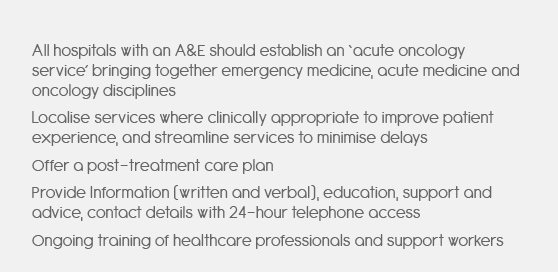 All hospitals with an A&E should establish an ‘acute oncology
service’ bringing together emergency medicine, acute medicine and
oncology disciplines
Localise services where clinically appropriate to improve patient
experience, and streamline services to minimise delays
Offer a post-treatment care plan
Provide Information (written and verbal), education, support and
advice, contact details with 24-hour telephone access
Ongoing training of healthcare professionals and support workers